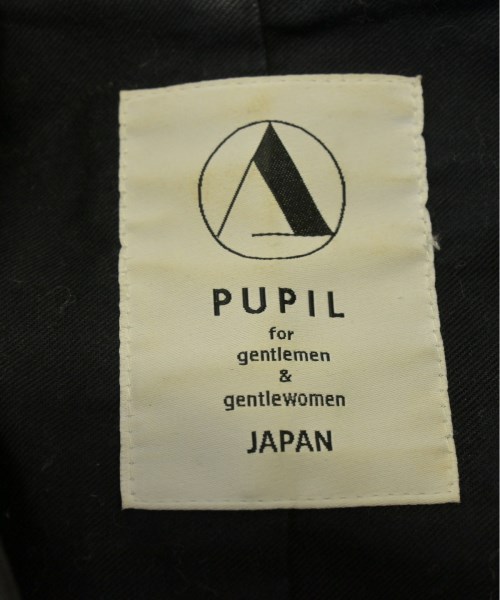 PUPIL
for
gentlemen
&
gentlewomen
JAPAN